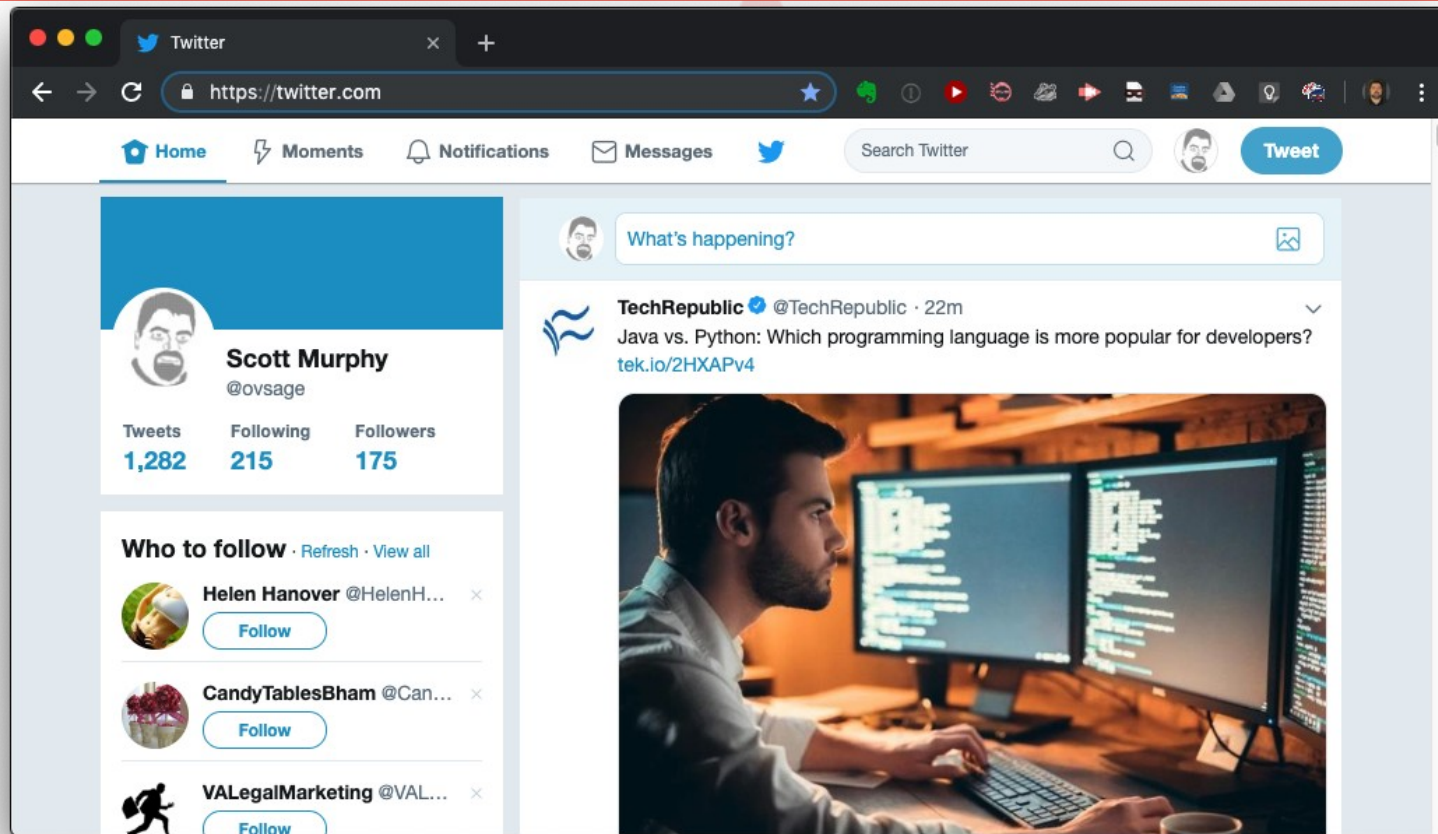 Twitter
https://twitter.com
Home Moments Notifications Messages Search Twitter Tweet
What's happening?
TechRepublic @TechRepublic · 22m
Java vs. Python: Which programming language is more popular for developers?
tek.io/2HXAPv4
Scott Murphy
@ovsage
Tweets Following Followers
1,282 215 175
Who to follow · Refresh · View all
Helen Hanover @HelenH...
Follow
CandyTablesBham @Can...
Follow
VALegalMarketing @VAL...
Follow